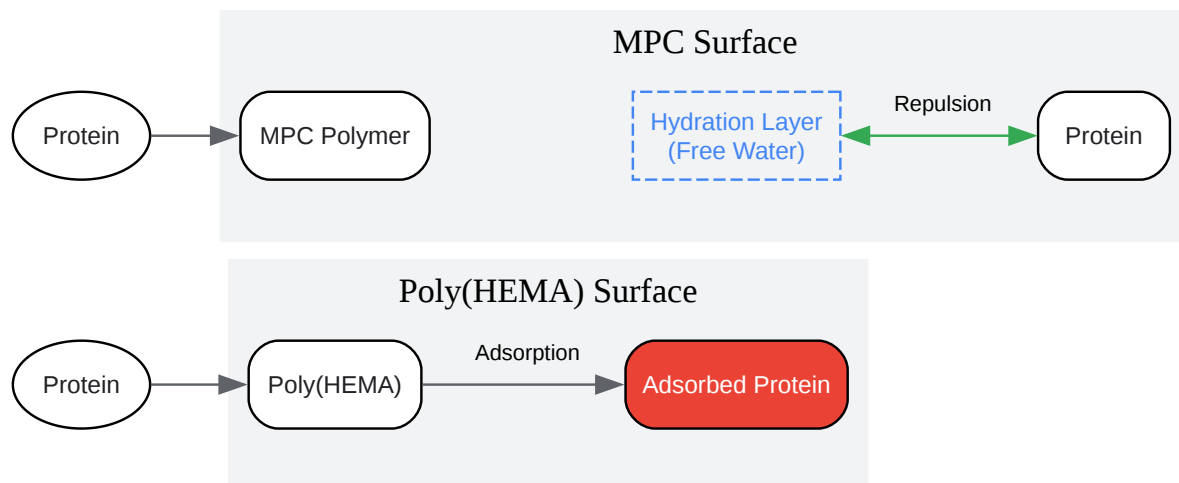 MPC Surface
Protein
MPC Polymer
Hydration Layer
(Free Water)
Repulsion
Protein
Poly(HEMA) Surface
Protein
Poly(HEMA)
Adsorption
Adsorbed Protein